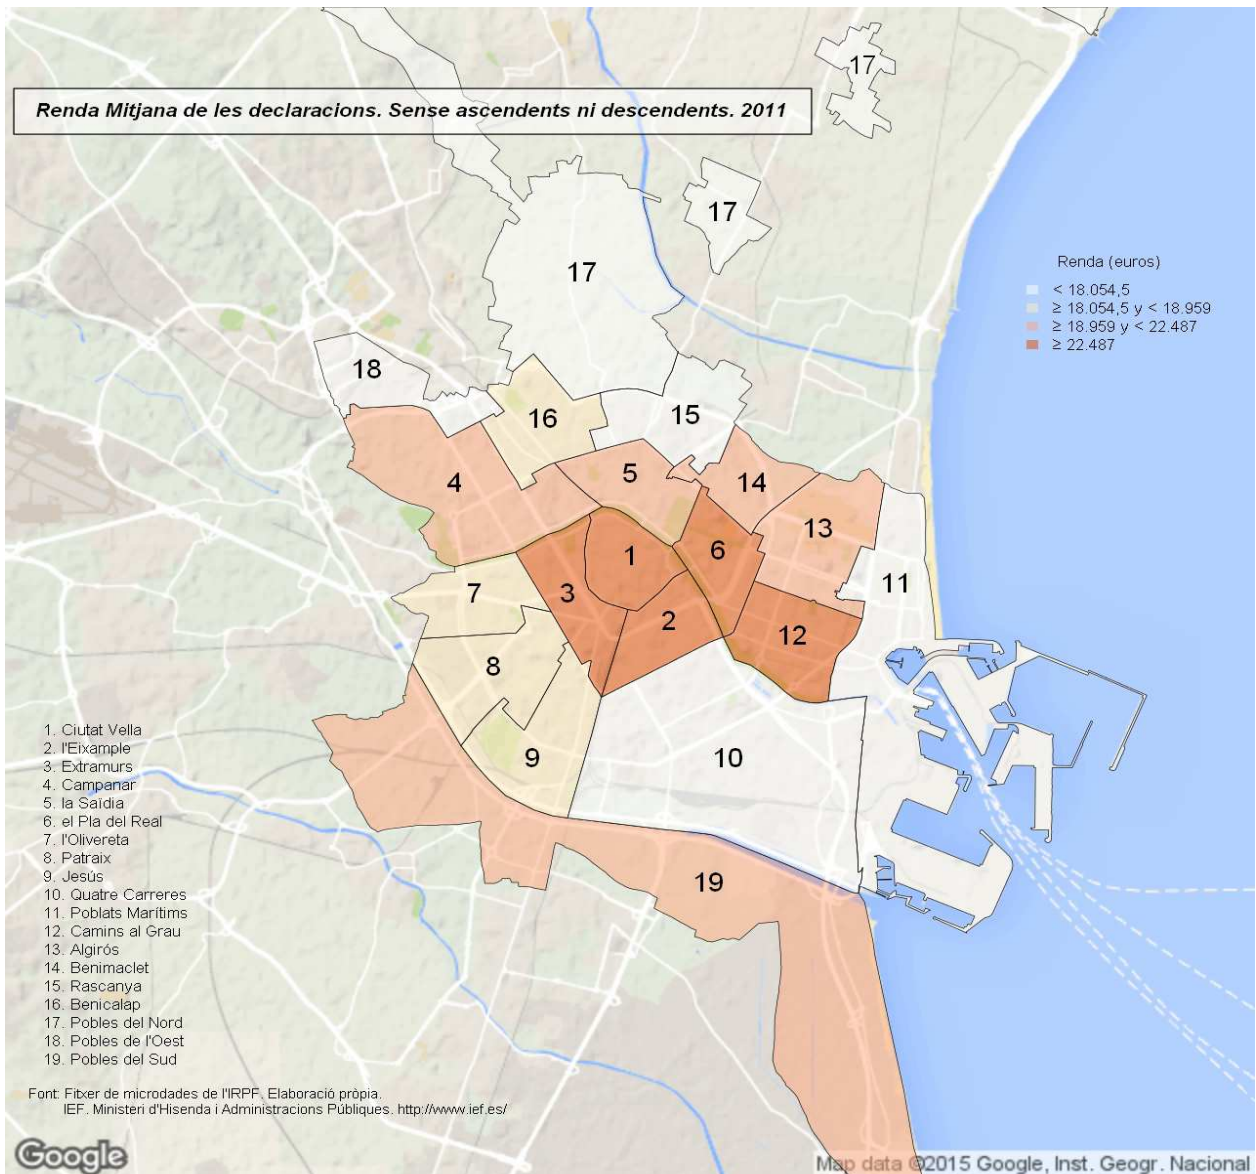 Renda Mitjana de les declaracions. Sense ascendents ni descendents. 2011
17
17
17
Renda (euros)
< 18.054,5
≥ 18.054,5 y < 18.959
≥ 18.959 y < 22.487
≥ 22.487
18
16
15
4
5
14
13
6
1
11
3
7
2
12
8
9
10
19
1. Ciutat Vella
2. l'Eixample
3. Extramurs
4. Campanar
5. la Saïdia
6. el Pla del Real
7. l'Olivereta
8. Patraix
9. Jesús
10. Quatre Carreres
11. Poblats Marítims
12. Camins al Grau
13. Algirós
14. Benimaclet
15. Rascanya
16. Benicalap
17. Pobles del Nord
18. Pobles de l'Oest
19. Pobles del Sud
Font: Fitxer de microdades de l'IRPF. Elaboració pròpia.
IEF. Ministeri d'Hisenda i Administracions Públiques. http://www.ief.es/
Google
Map data ©2015 Google, Inst. Geogr. Nacional